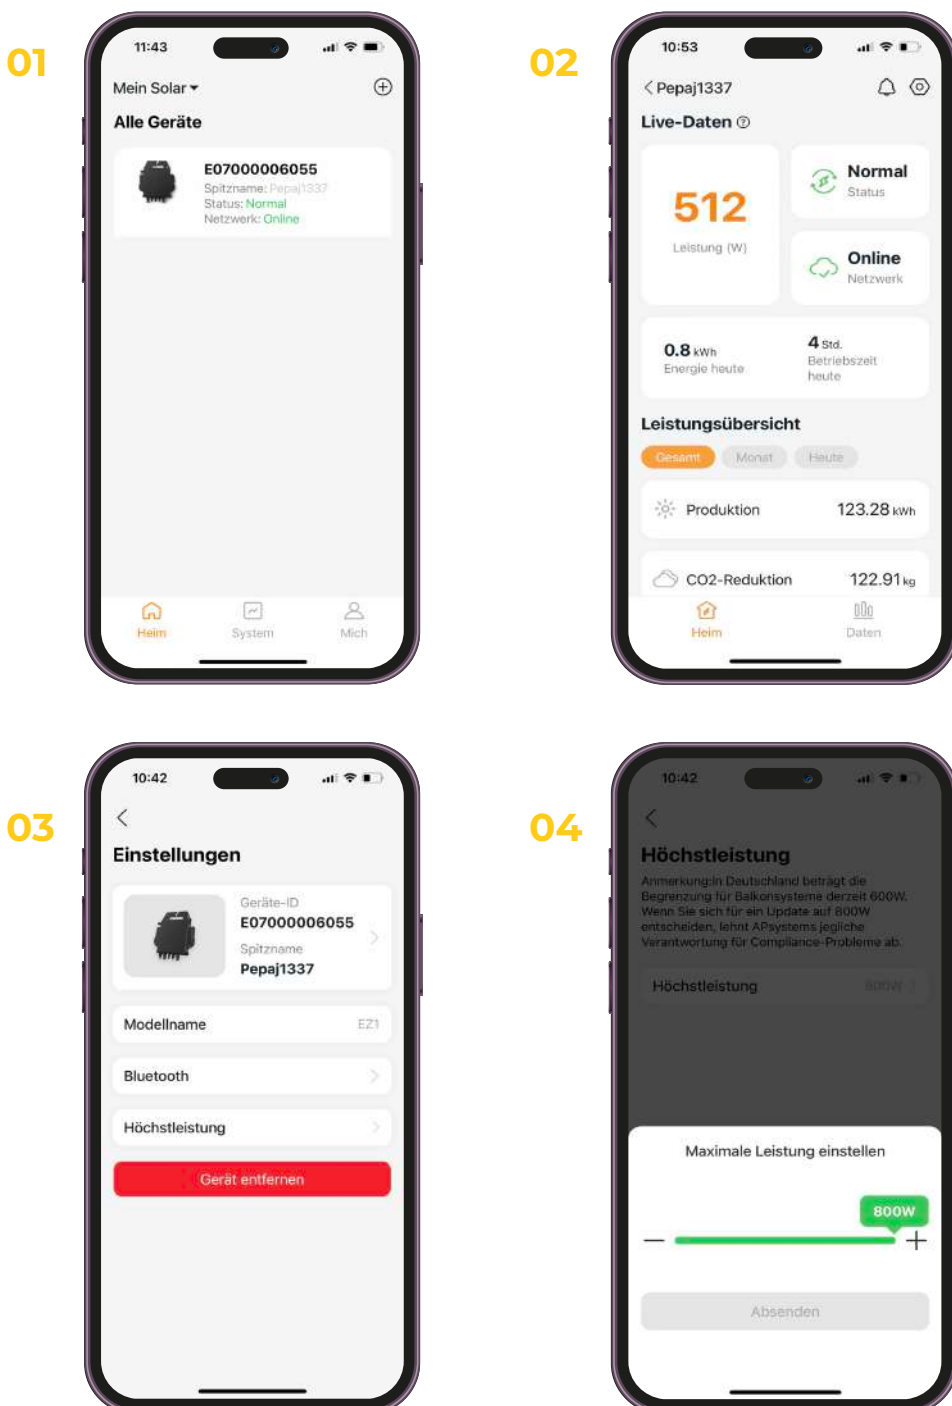 01
11:43
Mein Solar
Alle Geräte
E07000006055
Spitzname: Pepaj1337
Status: Normal
Netzwerk: Online
Heim
System
Mich
02
10:53
Pepaj1337
Live-Daten
512
Leistung (W)
Normal
Status
Online
Netzwerk
0.8 kWh
Energie heute
4 Std.
Betriebszeit
heute
Leistungsübersicht
Gesamt
Monat
Heute
Produktion
123.28 kWh
CO2-Reduktion
122.91 kg
Heim
Daten
03
10:42
Einstellungen
Geräte-ID
E07000006055
Spitzname
Pepaj1337
Modellname
EZ1
Bluetooth
Höchstleistung
Gerät entfernen
04
10:42
Höchstleistung
Anmerkung:In Deutschland beträgt die
Begrenzung für Balkonsysteme derzeit 600W.
Wenn Sie sich für ein Update auf 800W
entscheiden, lehnt APsystems jegliche
Verantwortung für Compliance-Probleme ab.
Höchstleistung
Maximale Leistung einstellen
800W
Absenden